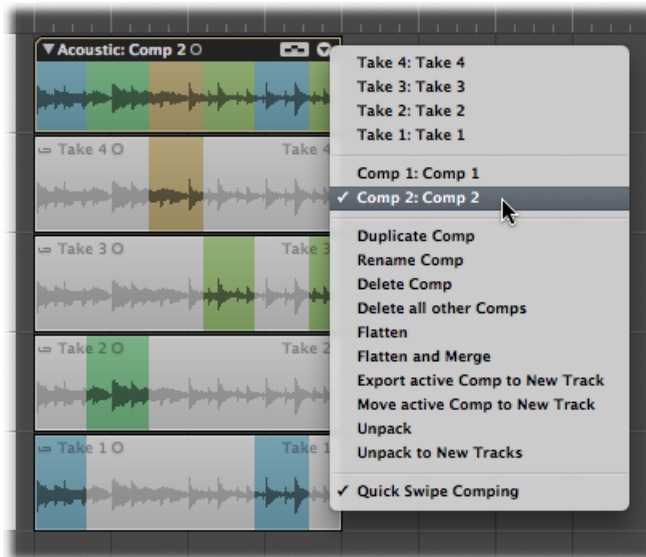 Acoustic: Comp 2
Take 4: Take 4
Take 3: Take 3
Take 2: Take 2
Take 1: Take 1
Comp 1: Comp 1
✓ Comp 2: Comp 2
Duplicate Comp
Rename Comp
Delete Comp
Delete all other Comps
Flatten
Flatten and Merge
Export active Comp to New Track
Move active Comp to New Track
Unpack
Unpack to New Tracks
✓ Quick Swipe Comping
Take 4 Take 4
Take 3 Take 3
Take 2 Take 2
Take 1 Take 1